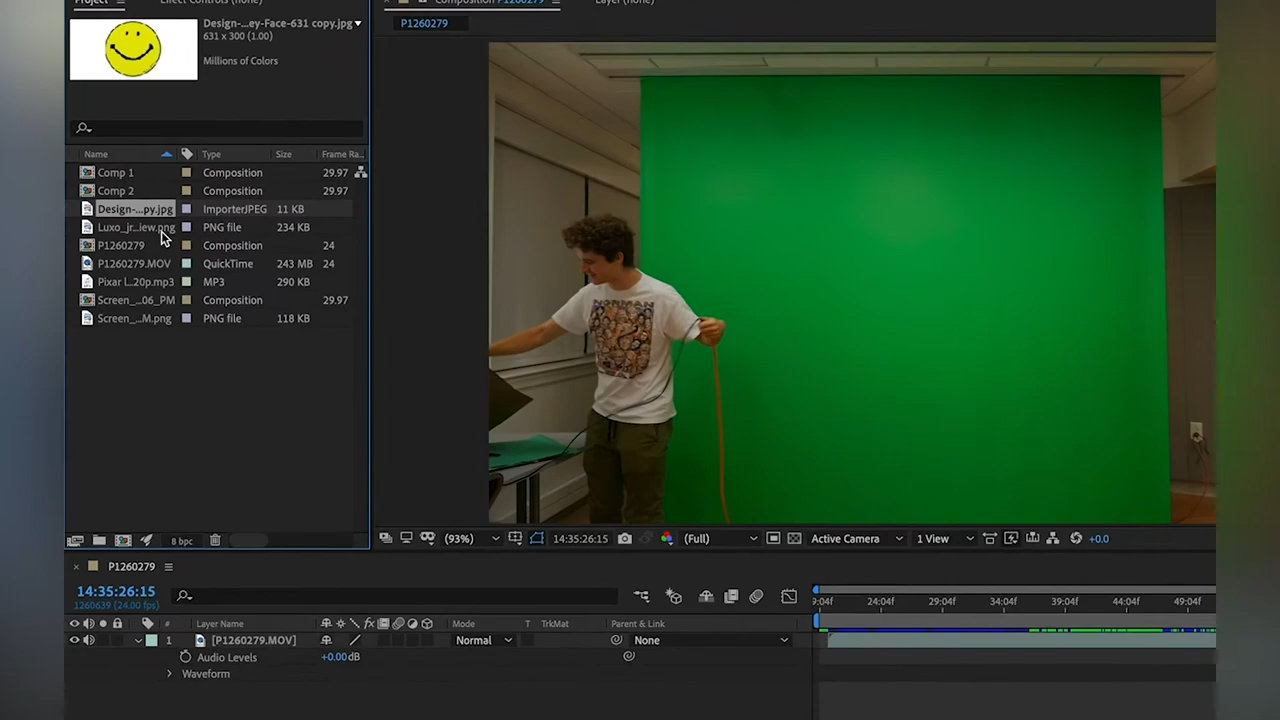 Project
Effect Controls (none)
Composition P1260279
Layer (none)
Design-...ey-Face-631 copy.jpg
631 x 300 (1.00)
Millions of Colors
P1260279
Name Type Size Frame Ra...
Comp 1 Composition 29.97
Comp 2 Composition 29.97
Design-...py.jpg ImporterJPEG 11 KB
Luxo_jr...iew.png PNG file 234 KB
P1260279 Composition 24
P1260279.MOV QuickTime 243 MB 24
Pixar l...20p.mp3 MP3 290 KB
Screen_...06_PM Composition 29.97
Screen_...M.png PNG file 118 KB
NORMAN
8 bpc
(93%) 14:35:26:15 (Full) Active Camera 1 View +0.0
P1260279
14:35:26:15
1260639 (24.00 fps)
9:04f 24:04f 29:04f 34:04f 39:04f 44:04f 49:04f
# Layer Name Mode T TrkMat Parent & Link
1 [P1260279.MOV] Normal None
Audio Levels +0.00dB
Waveform